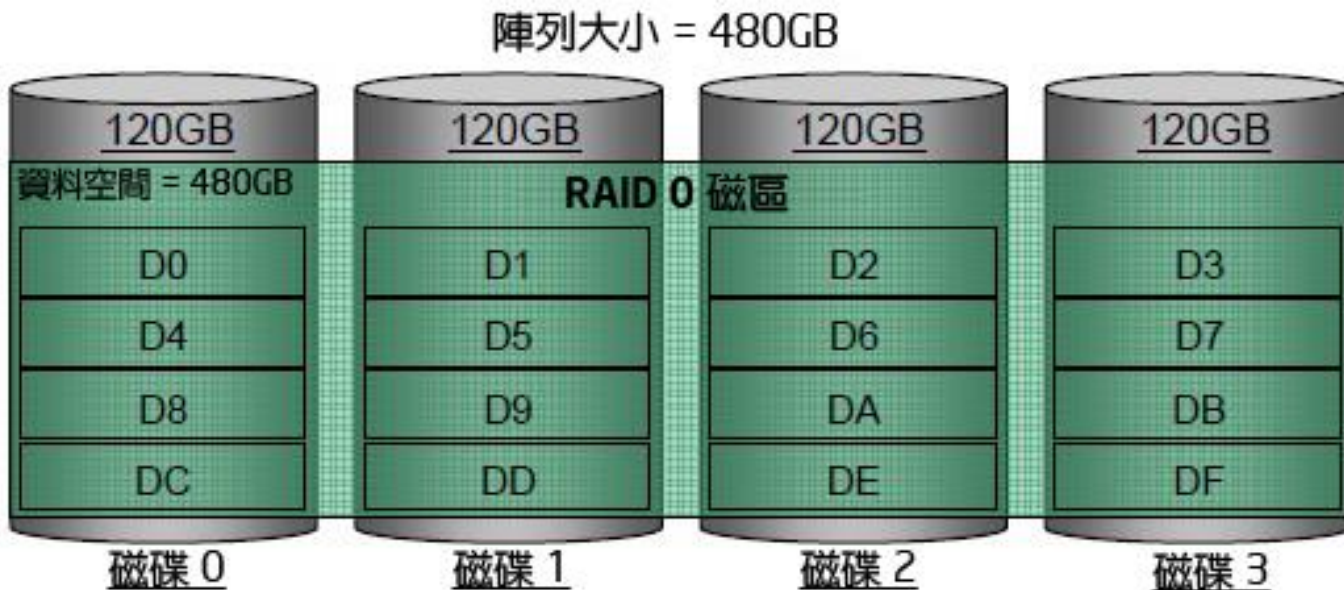 陣列大小 = 480GB
120GB 120GB 120GB 120GB
資料空間 = 480GB RAID 0 磁區
D0 D1 D2 D3
D4 D5 D6 D7
D8 D9 DA DB
DC DD DE DF
磁碟 0 磁碟 1 磁碟 2 磁碟 3